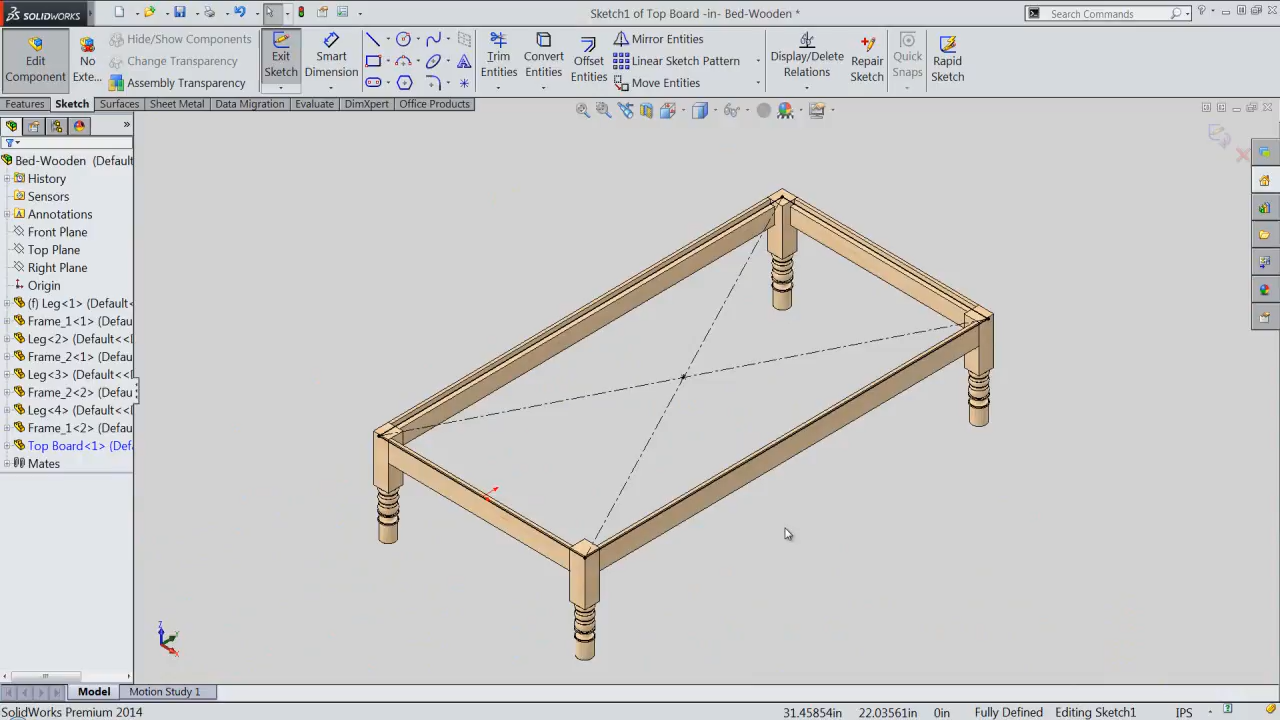 SOLIDWORKS
Sketch1 of Top Board -in- Bed-Wooden *
Search Commands
Edit Component
No Exte...
Hide/Show Components
Change Transparency
Assembly Transparency
Exit Sketch
Smart Dimension
Trim Entities
Convert Entities
Offset Entities
Mirror Entities
Linear Sketch Pattern
Move Entities
Display/Delete Relations
Repair Sketch
Quick Snaps
Rapid Sketch
Features
Sketch
Surfaces
Sheet Metal
Data Migration
Evaluate
DimXpert
Office Products
»
Bed-Wooden (Default
History
Sensors
Annotations
Front Plane
Top Plane
Right Plane
Origin
(f) Leg<1> (Default<
Frame_1<1> (Defau
Leg<2> (Default<<D
Frame_2<1> (Defau
Leg<3> (Default<<D
Frame_2<2> (Defau
Leg<4> (Default<<D
Frame_1<2> (Defau
Top Board<1> (Def
Mates
Z
Y
X
Model
Motion Study 1
SolidWorks Premium 2014
31.45854in
22.03561in
0in
Fully Defined
Editing Sketch1
IPS